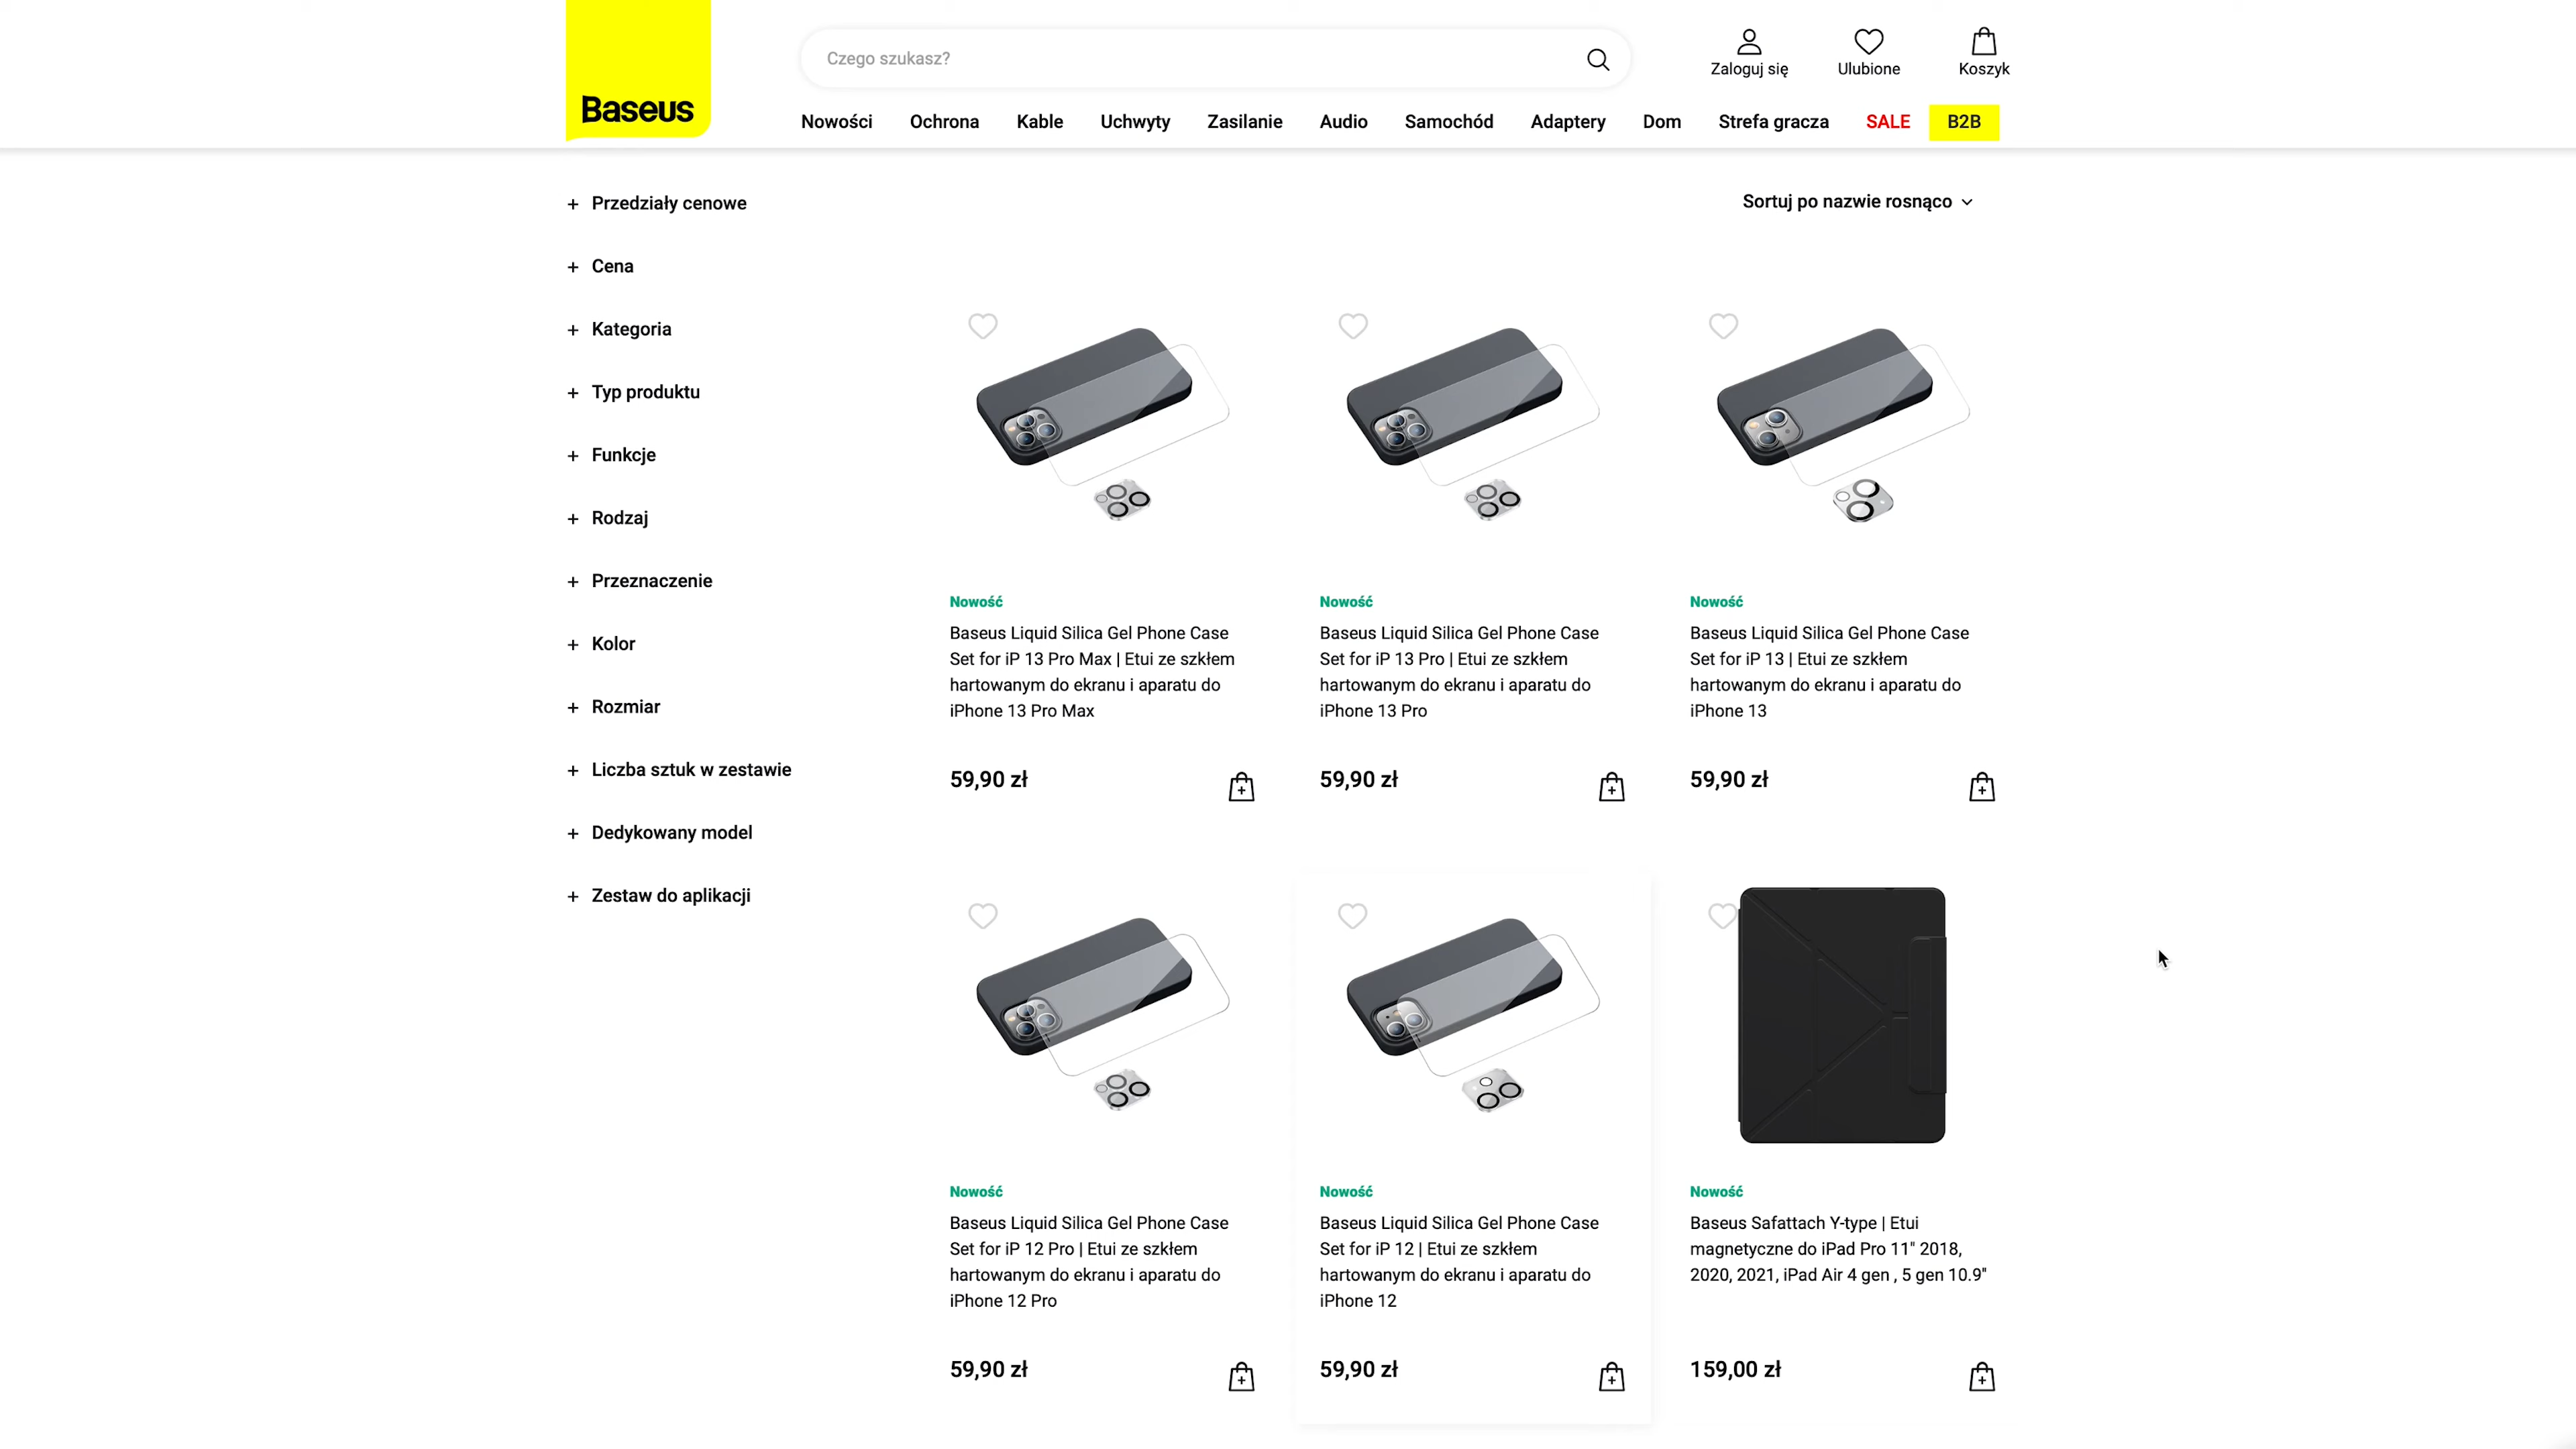 Baseus
Czego szukasz?
Zaloguj się
Ulubione
Koszyk
Nowości
Ochrona
Kable
Uchwyty
Zasilanie
Audio
Samochód
Adaptery
Dom
Strefa gracza
SALE
B2B
Przedziały cenowe
Cena
Kategoria
Typ produktu
Funkcje
Rodzaj
Przeznaczenie
Kolor
Rozmiar
Liczba sztuk w zestawie
Dedykowany model
Zestaw do aplikacji
Sortuj po nazwie rosnąco
Nowość
Baseus Liquid Silica Gel Phone Case
Set for iP 13 Pro Max | Etui ze szkłem
hartowanym do ekranu i aparatu do
iPhone 13 Pro Max
59,90 zł
Nowość
Baseus Liquid Silica Gel Phone Case
Set for iP 13 Pro | Etui ze szkłem
hartowanym do ekranu i aparatu do
iPhone 13 Pro
59,90 zł
Nowość
Baseus Liquid Silica Gel Phone Case
Set for iP 13 | Etui ze szkłem
hartowanym do ekranu i aparatu do
iPhone 13
59,90 zł
Nowość
Baseus Liquid Silica Gel Phone Case
Set for iP 12 Pro | Etui ze szkłem
hartowanym do ekranu i aparatu do
iPhone 12 Pro
59,90 zł
Nowość
Baseus Liquid Silica Gel Phone Case
Set for iP 12 | Etui ze szkłem
hartowanym do ekranu i aparatu do
iPhone 12
59,90 zł
Nowość
Baseus Safattach Y-type | Etui
magnetyczne do iPad Pro 11" 2018,
2020, 2021, iPad Air 4 gen , 5 gen 10.9"
159,00 zł